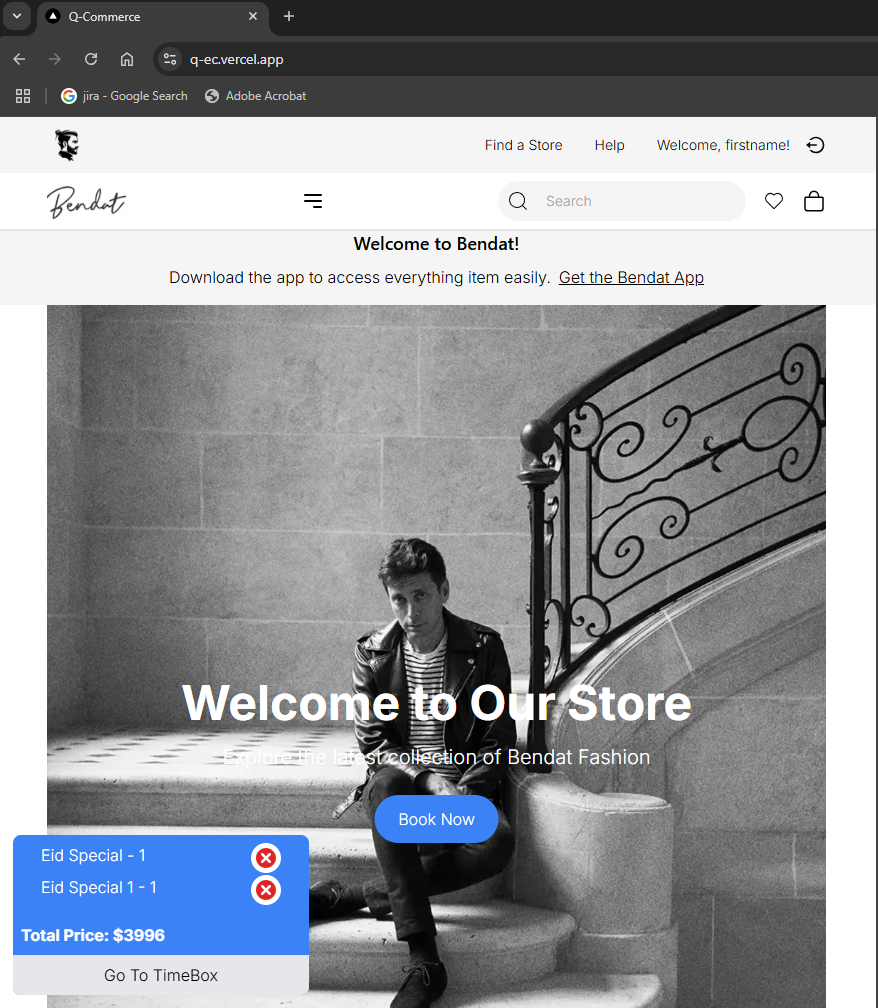 Q-Commerce
q-ec.vercel.app
jira - Google Search Adobe Acrobat
Find a Store Help Welcome, firstname!
Bendat Search
Welcome to Bendat!
Download the app to access everything item easily. Get the Bendat App
Welcome to Our Store
Explore the latest collection of Bendat Fashion
Book Now
Eid Special - 1
Eid Special 1 - 1
Total Price: $3996
Go To TimeBox